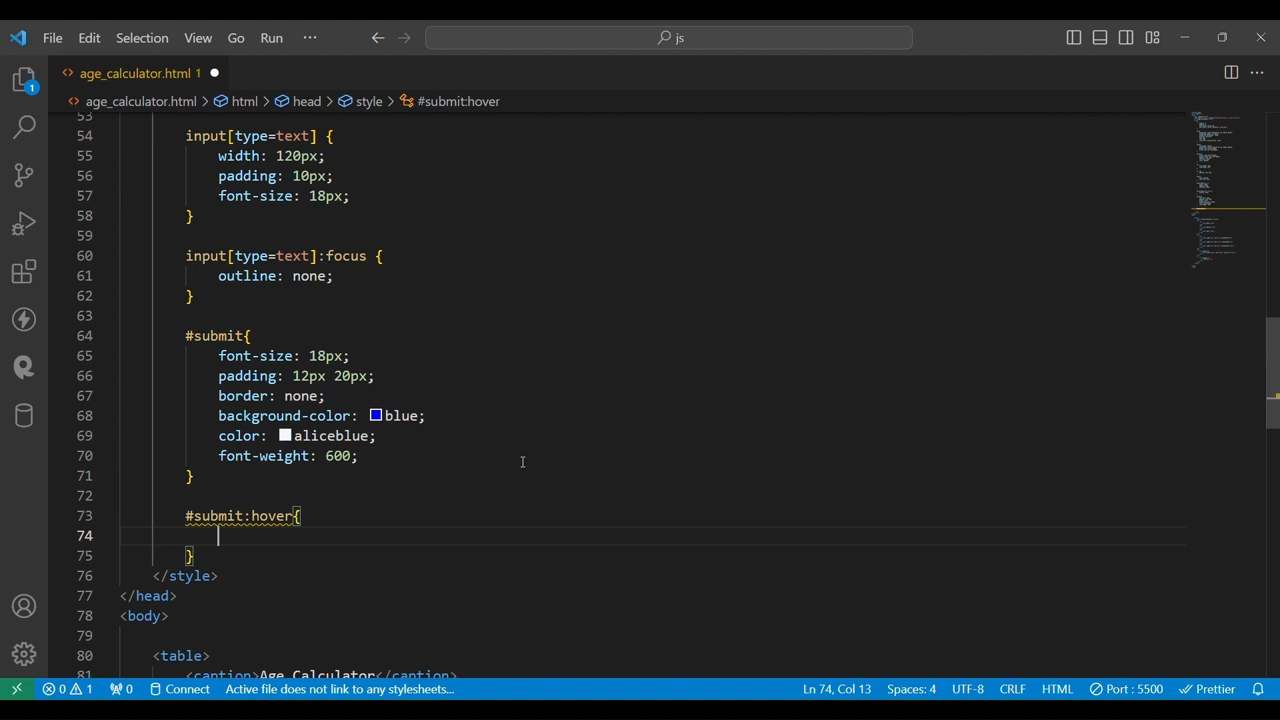 File Edit Selection View Go Run ··· js
age_calculator.html 1
age_calculator.html > html > head > style > #submit:hover
53
54 input[type=text] {
55 width: 120px;
56 padding: 10px;
57 font-size: 18px;
58 }
59
60 input[type=text]:focus {
61 outline: none;
62 }
63
64 #submit{
65 font-size: 18px;
66 padding: 12px 20px;
67 border: none;
68 background-color: blue;
69 color: aliceblue;
70 font-weight: 600;
71 }
72
73 #submit:hover{
74
75 }
76 </style>
77 </head>
78 <body>
79
80 <table>
81 <caption>Age Calculator</caption>
1
0 1 0 Connect Active file does not link to any stylesheets... Ln 74, Col 13 Spaces: 4 UTF-8 CRLF HTML Port : 5500 Prettier